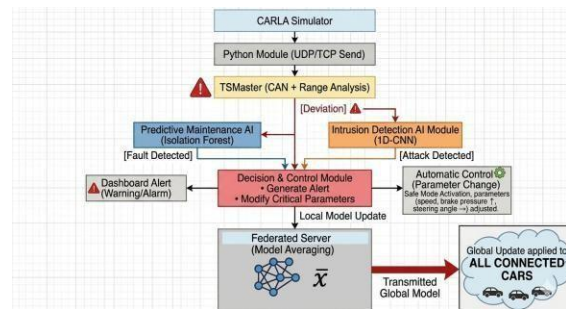 CARLA Simulator
Python Module (UDP/TCP Send)
TSMaster (CAN + Range Analysis)
[Deviation]
Predictive Maintenance AI
(Isolation Forest)
Intrusion Detection AI Module
(1D-CNN)
[Fault Detected]
[Attack Detected]
Dashboard Alert
(Warning/Alarm)
Decision & Control Module
• Generate Alert
• Modify Critical Parameters
Automatic Control
(Parameter Change)
Safe Mode Activation, parameters
(speed, brake pressure ↑,
steering angle →) adjusted.
Local Model Update
Federated Server
(Model Averaging)
x̄
Transmitted
Global Model
Global Update applied to
ALL CONNECTED
CARS